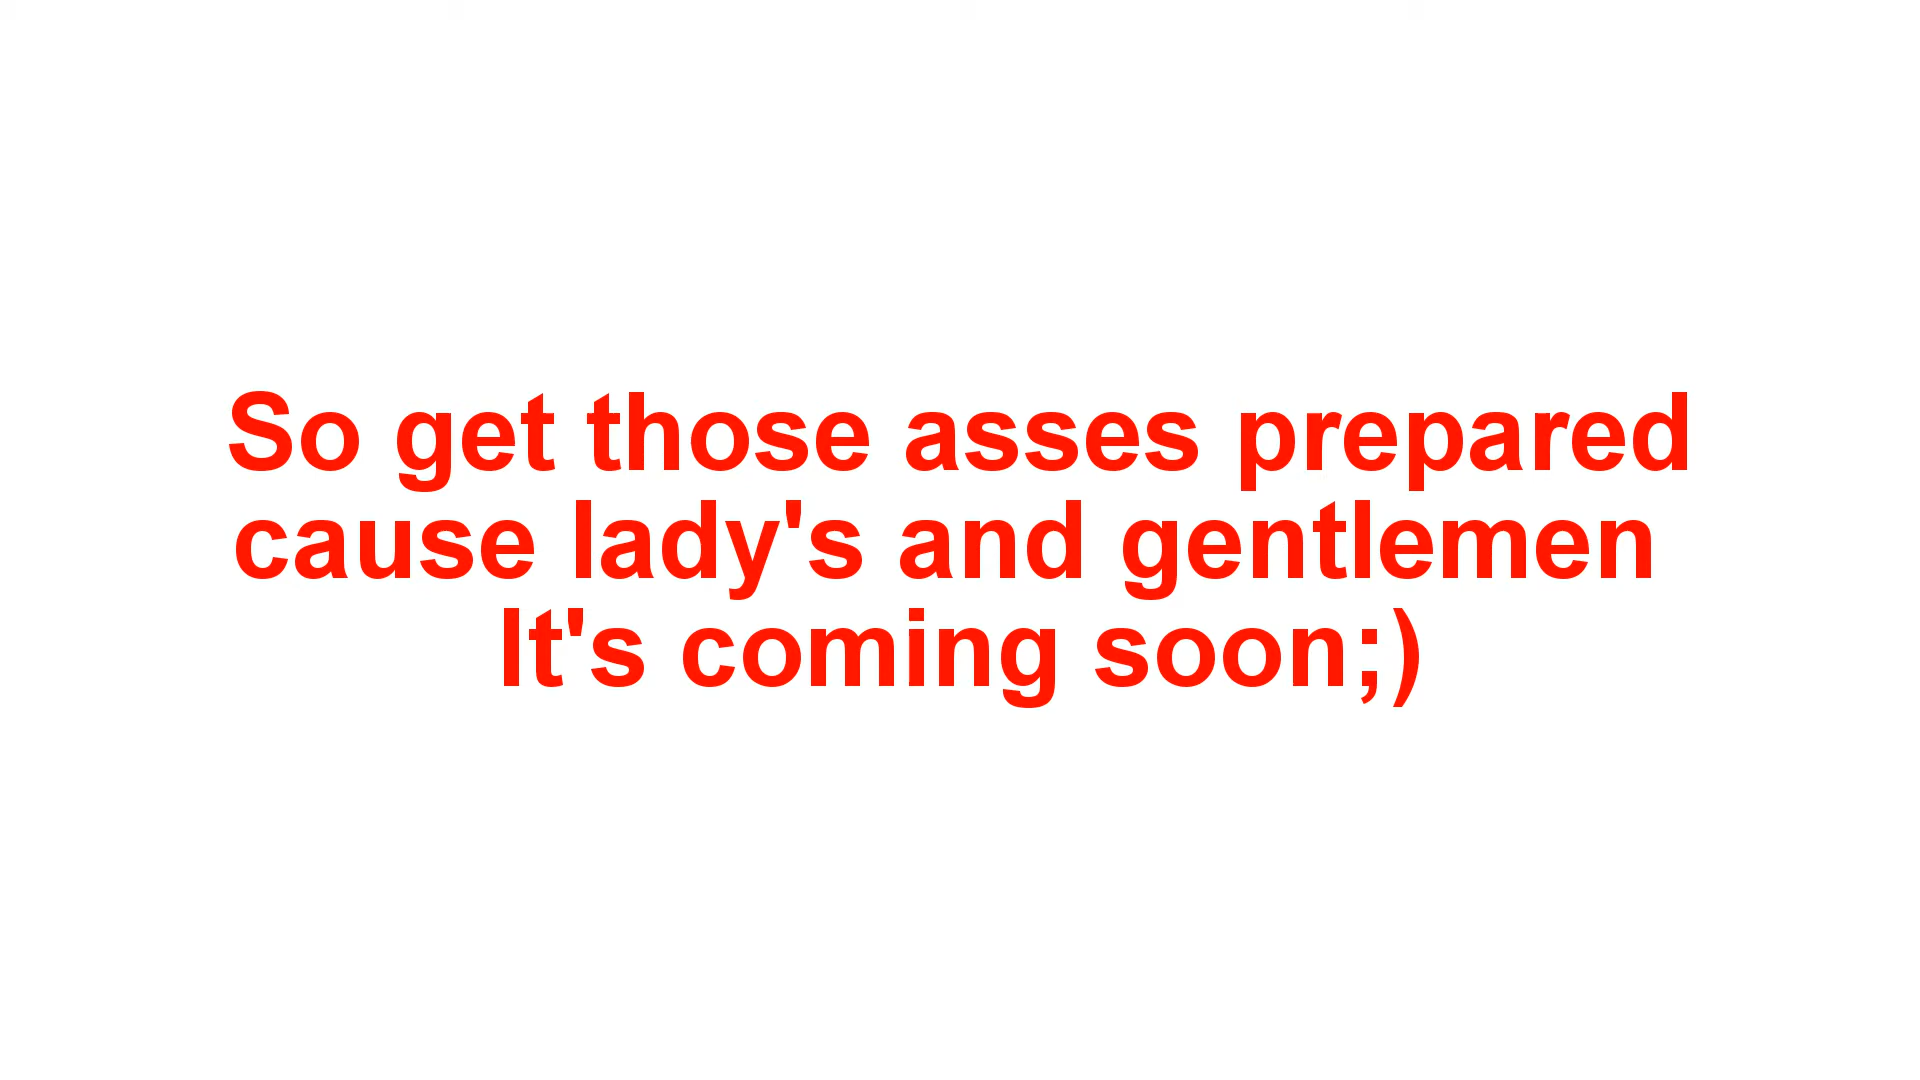 So get those asses prepared
cause lady's and gentlemen
It's coming soon;)